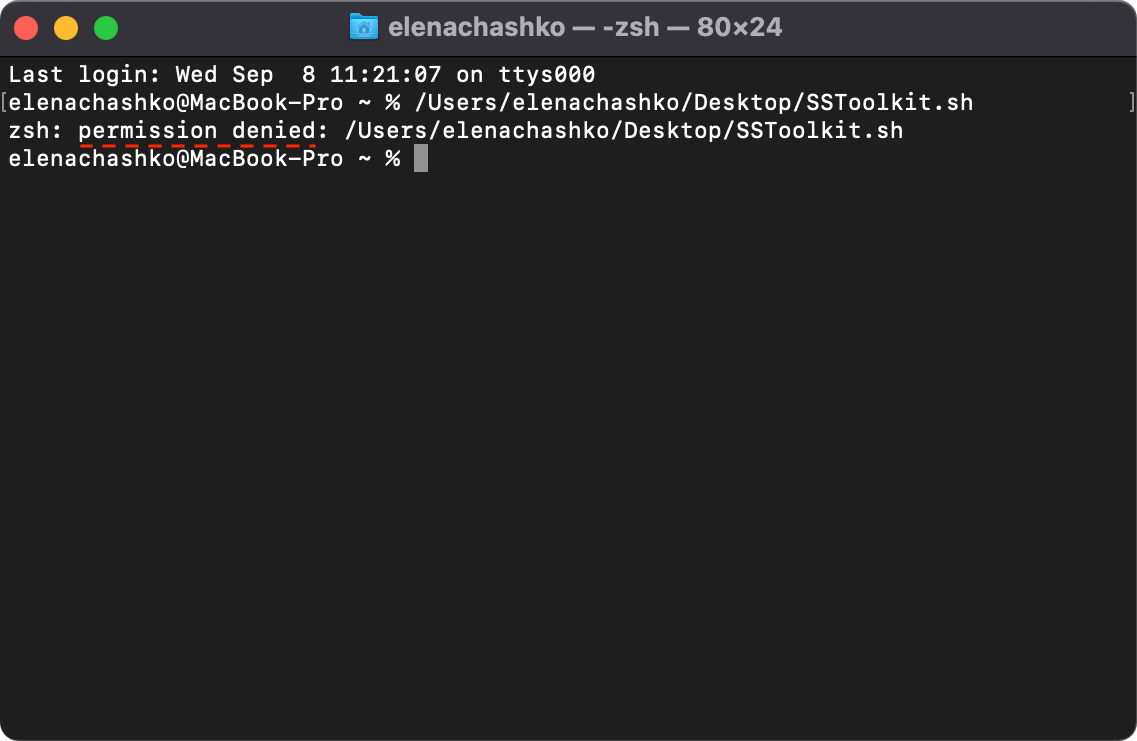 elenachashko — -zsh — 80×24
Last login: Wed Sep  8 11:21:07 on ttys000
[elenachashko@MacBook-Pro ~ % /Users/elenachashko/Desktop/SSToolkit.sh ]
zsh: permission denied: /Users/elenachashko/Desktop/SSToolkit.sh
elenachashko@MacBook-Pro ~ %